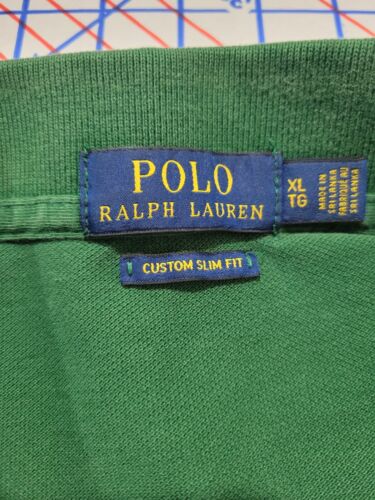 POLO
RALPH LAUREN
XL
TG
MADE IN
SRI LANKA
FABRIQUÉ AU
SRI LANKA
CUSTOM SLIM FIT